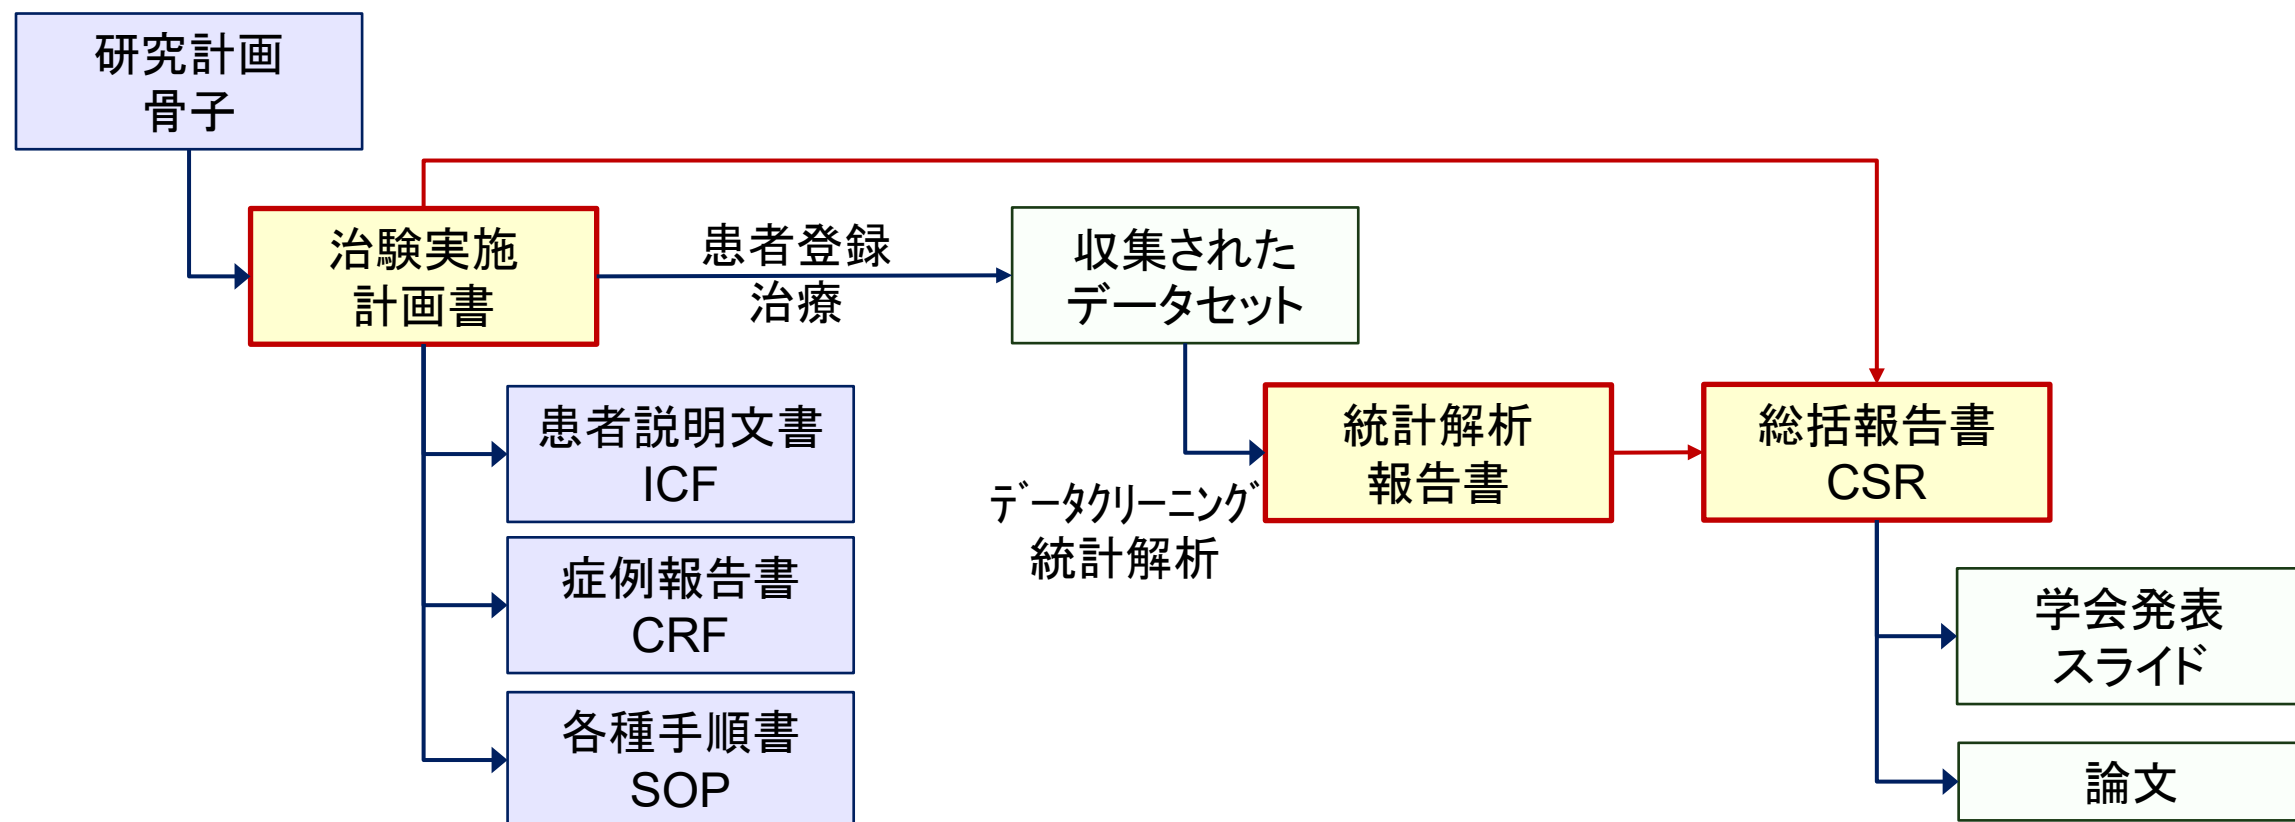 研究計画
骨子
治験実施
計画書
患者登録
治療
収集された
データセット
患者説明文書
ICF
症例報告書
CRF
各種手順書
SOP
データクリーニング
統計解析
統計解析
報告書
総括報告書
CSR
学会発表
スライド
論文